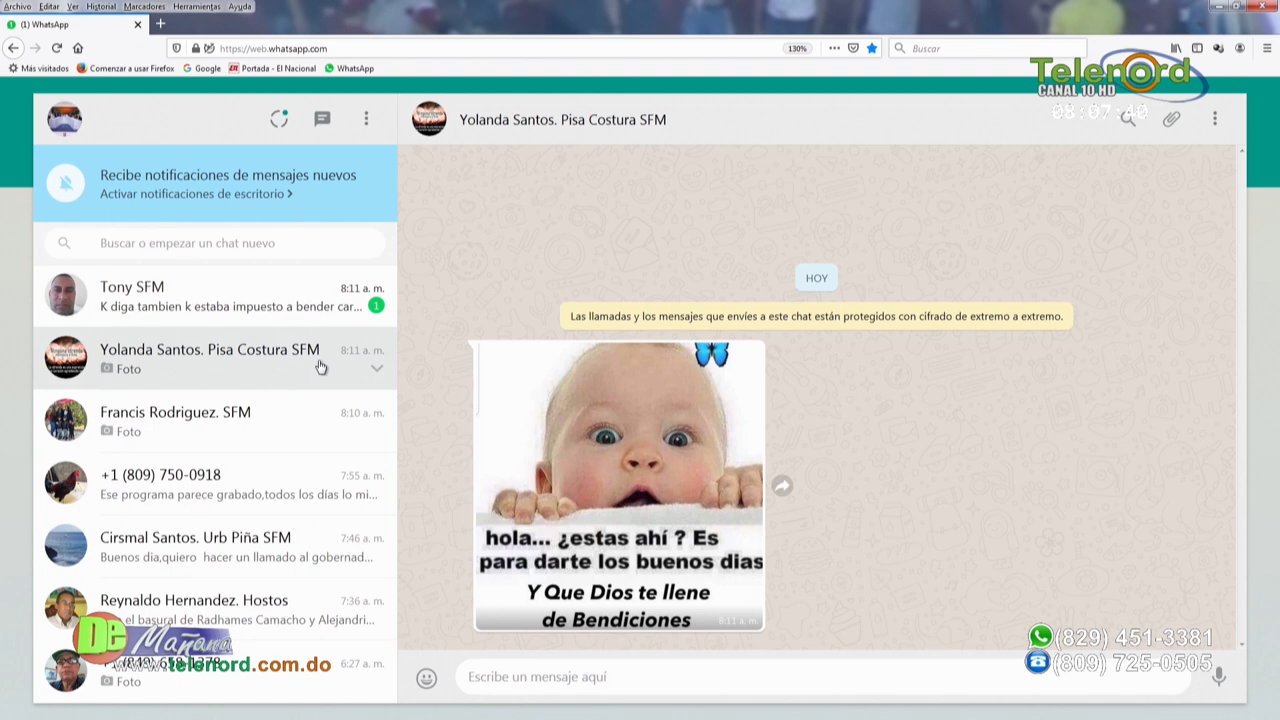 Archivo Editar Ver Historial Marcadores Herramientas Ayuda
(1) WhatsApp
https://web.whatsapp.com
130%
Buscar
Más visitados Comenzar a usar Firefox Google Portada - El Nacional WhatsApp
Telenord
CANAL 10 HD
08:07:40
Yolanda Santos. Pisa Costura SFM
Recibe notificaciones de mensajes nuevos
Activar notificaciones de escritorio >
Buscar o empezar un chat nuevo
Tony SFM 8:11 a. m.
K diga tambien k estaba impuesto a bender car... 1
Yolanda Santos. Pisa Costura SFM 8:11 a. m.
Foto
Francis Rodriguez. SFM 8:10 a. m.
Foto
+1 (809) 750-0918 7:55 a. m.
Ese programa parece grabado,todos los días lo mi...
Cirsmal Santos. Urb Piña SFM 7:46 a. m.
Buenos dia,quiero hacer un llamado al gobernad...
Reynaldo Hernandez. Hostos 7:36 a. m.
el basural de Radhames Camacho y Alejandri...
6:27 a. m.
Foto
De Mañana
www.telenord.com.do
HOY
Las llamadas y los mensajes que envíes a este chat están protegidos con cifrado de extremo a extremo.
hola... ¿estas ahí ? Es
para darte los buenos dias
Y Que Dios te llene
de Bendiciones
8:11 a. m.
(829) 451-3381
(809) 725-0505
Escribe un mensaje aquí